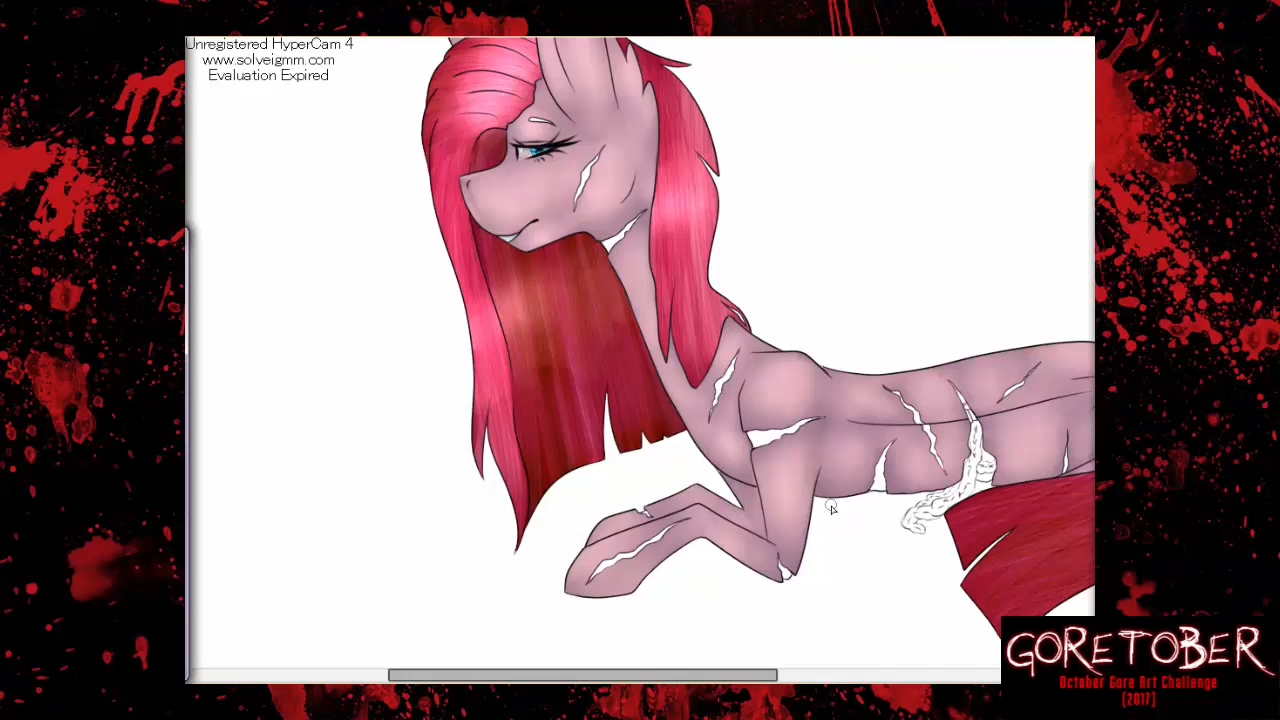 Unregistered HyperCam 4
www.solveigmm.com
Evaluation Expired
!!
GORETOBER
October Gore Art Challenge
[2017]